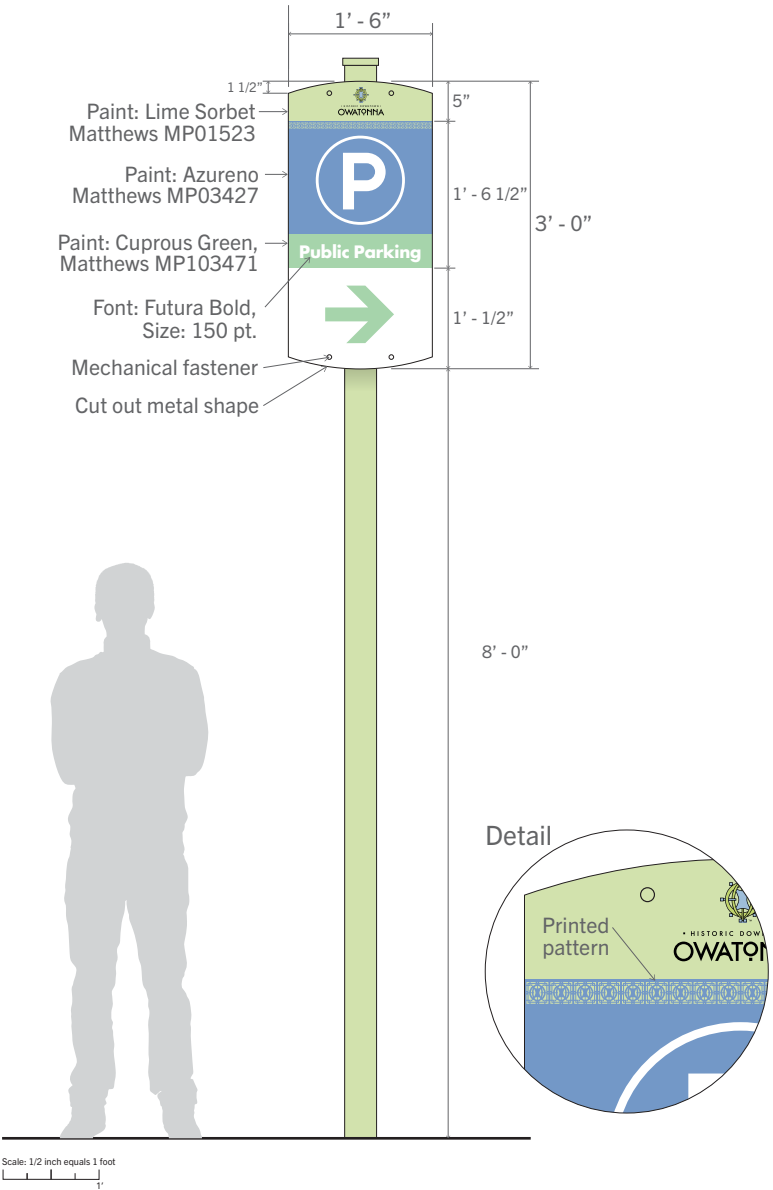 1’ - 6”
1 1/2”
5”
Paint: Lime Sorbet
Matthews MP01523
OWATONNA
P
Paint: Azureno
Matthews MP03427
1’ - 6 1/2”
3’ - 0”
Paint: Cuprous Green,
Matthews MP103471
Public Parking
Font: Futura Bold,
Size: 150 pt.
1’ - 1/2”
Mechanical fastener
Cut out metal shape
8’ - 0”
Detail
Printed
pattern
• HISTORIC DOW
OWATON
Scale: 1/2 inch equals 1 foot
1’